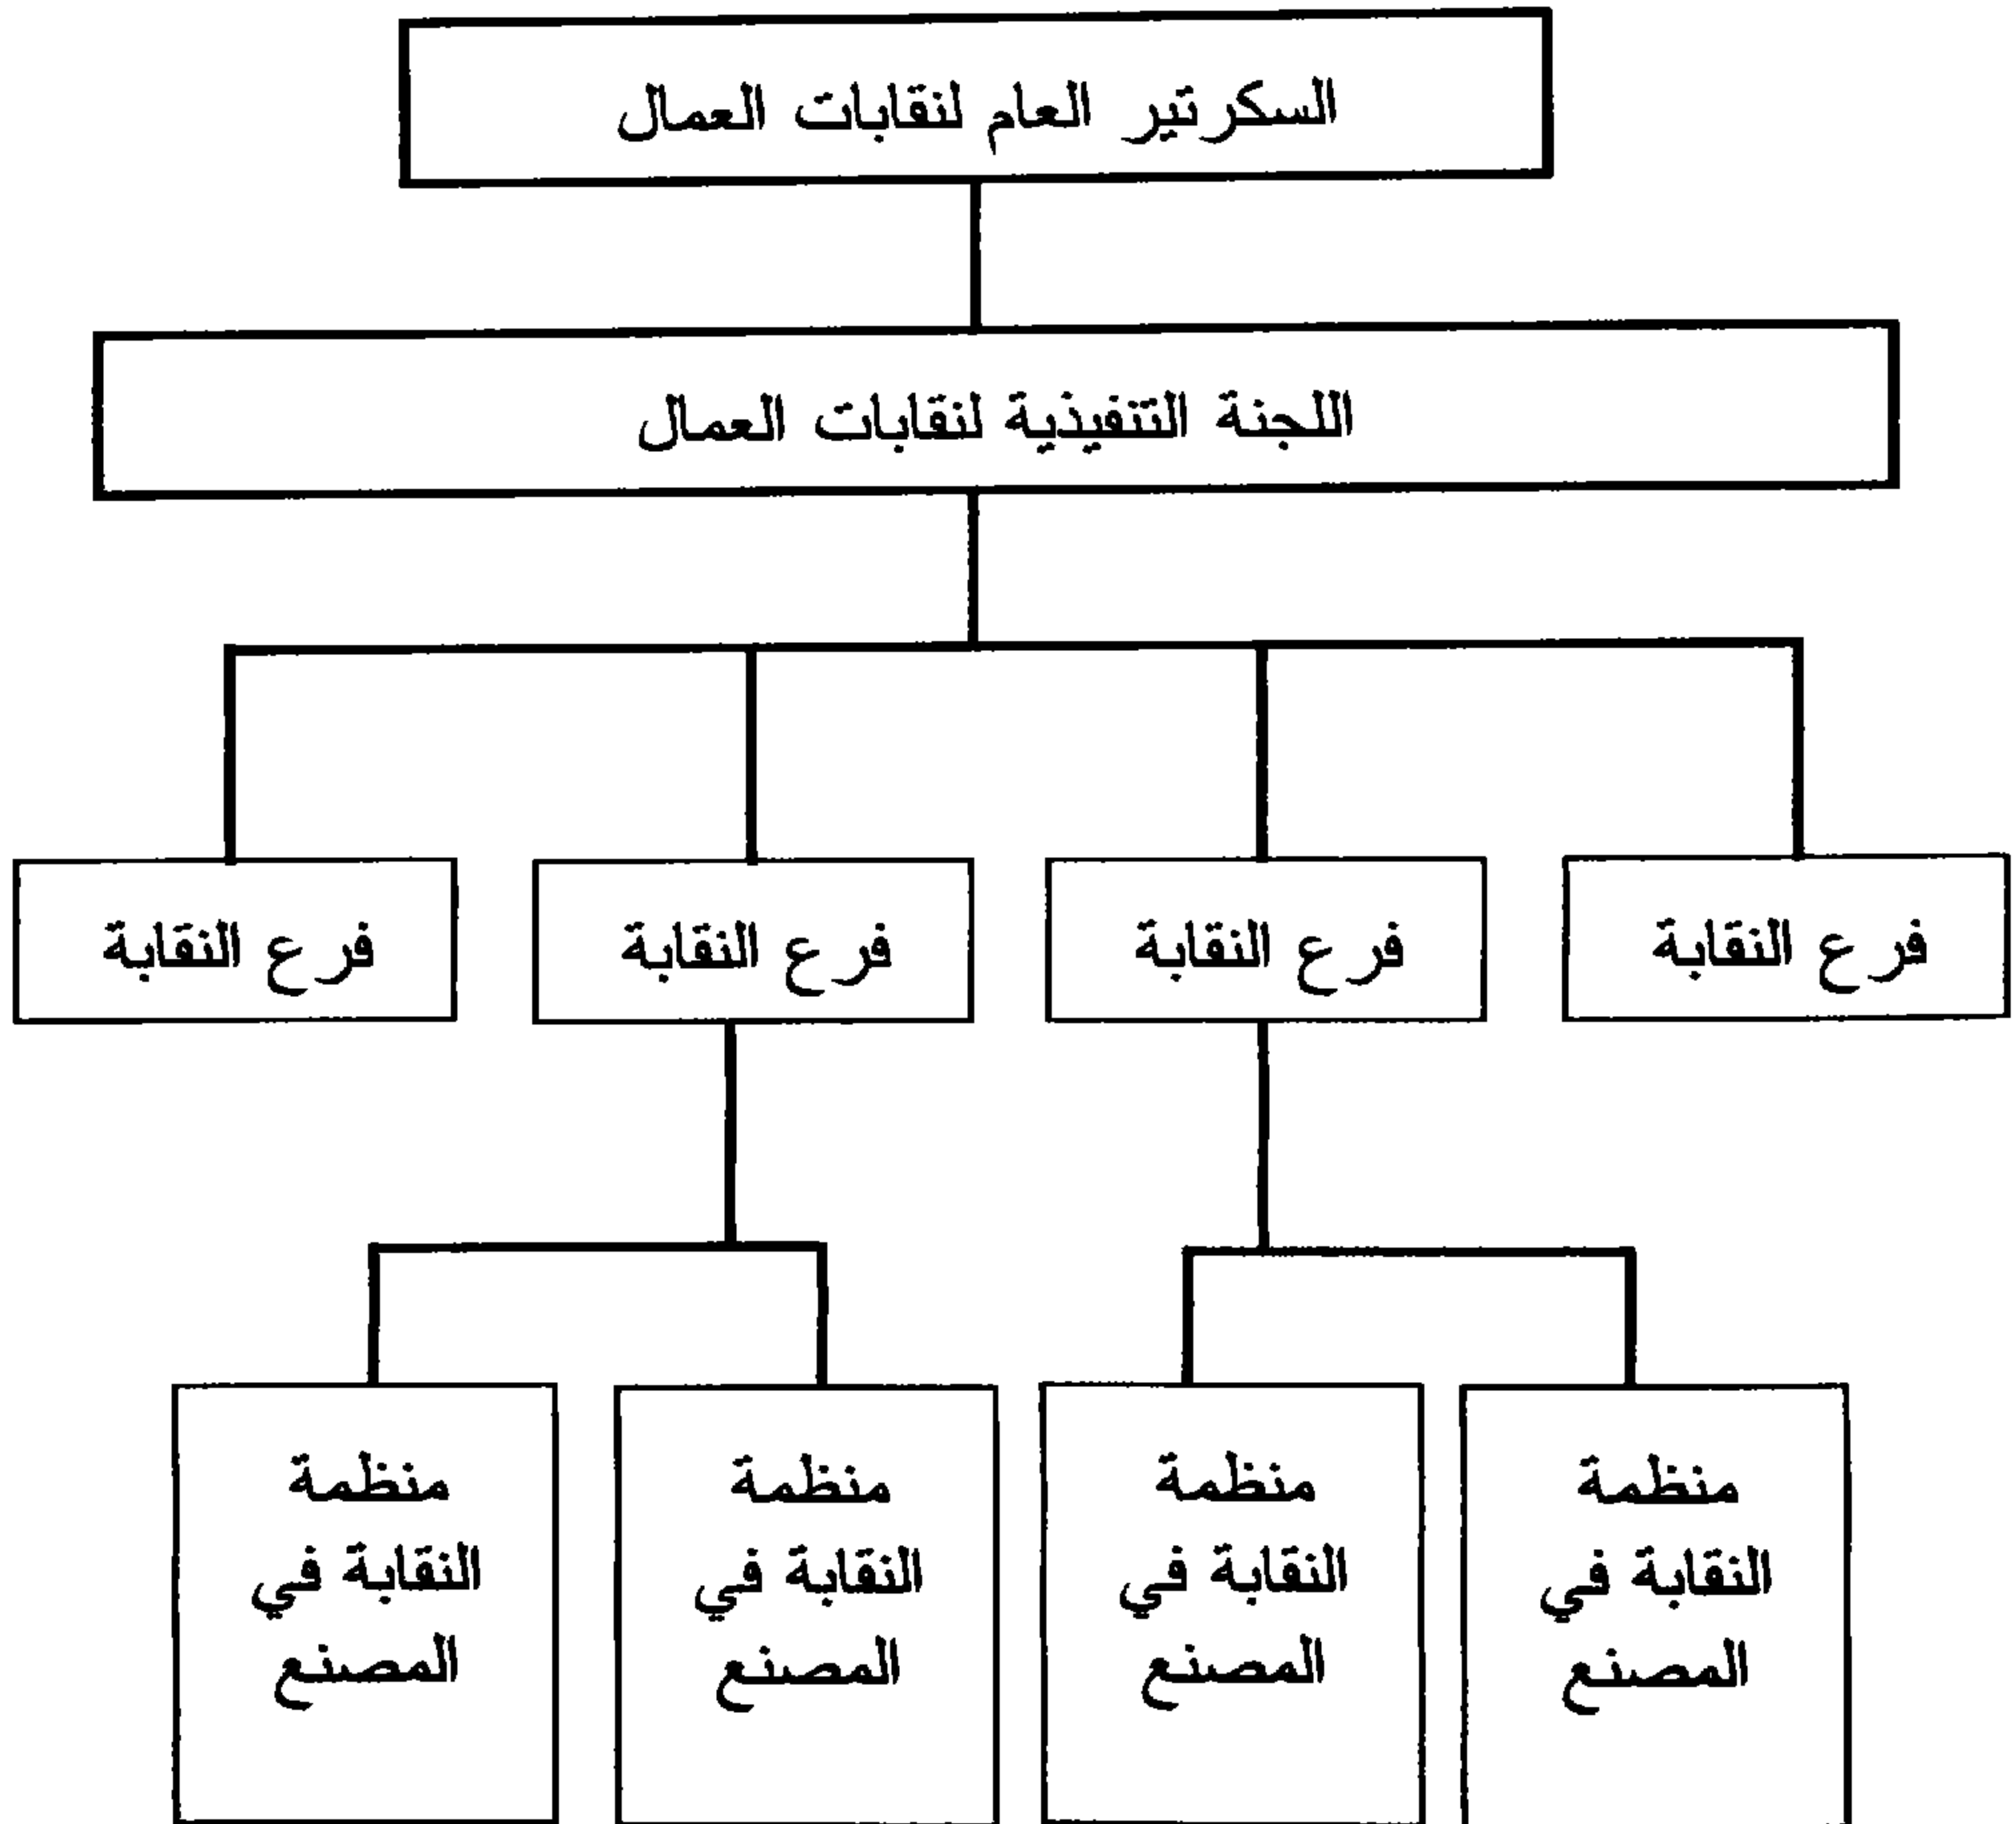 السكرتير العام لنقابات العمال
اللجنة التنفيذية لنقابات العمال
فرع النقابة
فرع النقابة
فرع النقابة
فرع النقابة
منظمة
النقابة في
المصنع
منظمة
النقابة في
المصنع
منظمة
النقابة في
المصنع
منظمة
النقابة في
المصنع